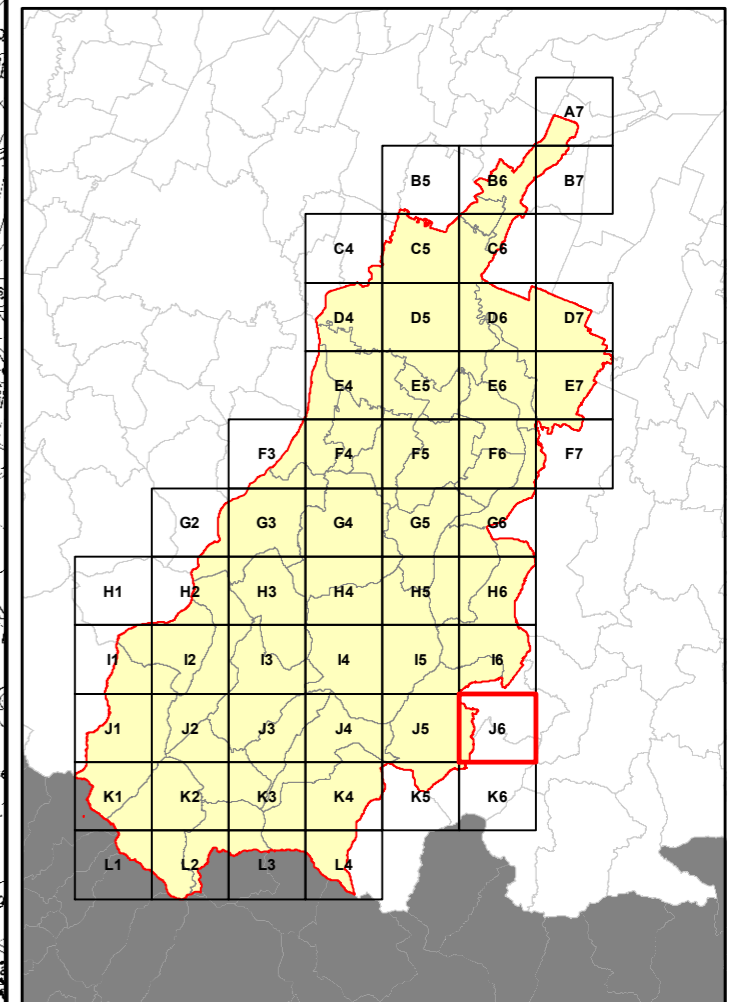 A7
B5 B6 B7
C4 C5 C6
D4 D5 D6 D7
E4 E5 E6 E7
F3 F4 F5 F6 F7
G2 G3 G4 G5 G6
H1 H2 H3 H4 H5 H6
I1 I2 I3 I4 I5 I6
J1 J2 J3 J4 J5 J6
K1 K2 K3 K4 K5 K6
L1 L2 L3 L4